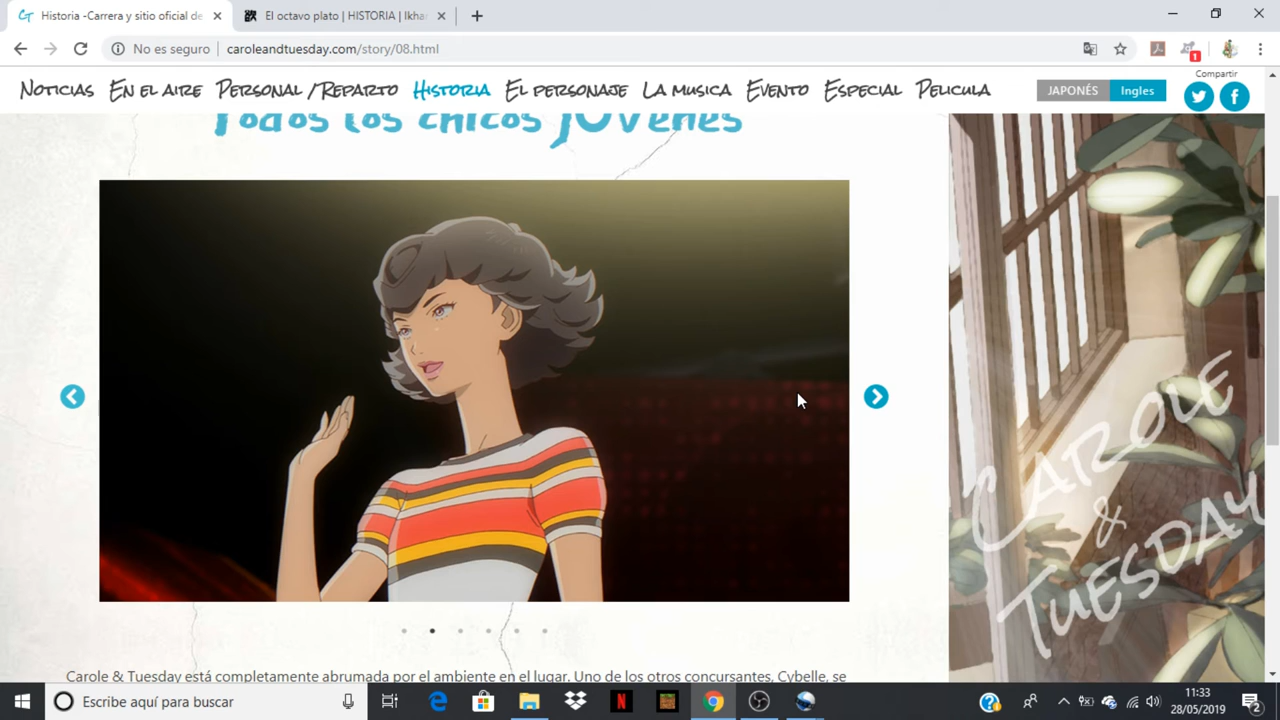 Historia -Carrera y sitio oficial de
El octavo plato | HISTORIA | Ikhar
No es seguro
caroleandtuesday.com/story/08.html
Noticias
En el aire
Personal / Reparto
Historia
El personaje
La musica
Evento
Especial
Pelicula
JAPONÉS
Ingles
Compartir
Todos los chicos jóvenes
CAROLE
&
TUESDAY
Carole & Tuesday está completamente abrumada por el ambiente en el lugar. Uno de los otros concursantes, Cybelle, se
Escribe aquí para buscar
11:33
28/05/2019
1
2